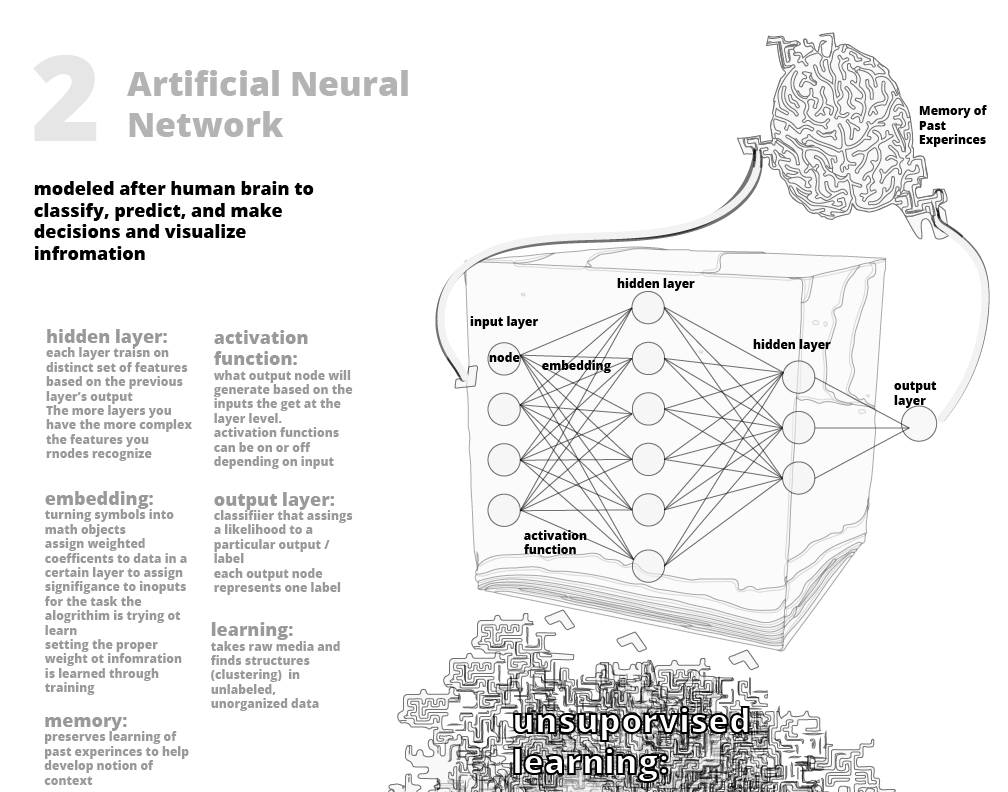 2
Artificial Neural
Network
modeled after human brain to
classify, predict, and make
decisions and visualize
infromation
hidden layer:
each layer traisn on
distinct set of features
based on the previous
layer's output
The more layers you
have the more complex
the features you
rnodes recognize
embedding:
turning symbols into
math objects
assign weighted
coefficents to data in a
certain layer to assign
signifigance to inoputs
for the task the
alogrithim is trying ot
learn
setting the proper
weight ot infomration
is learned through
training
memory:
preserves learning of
past experinces to help
develop notion of
context
activation
function:
what output node will
generate based on the
inputs the get at the
layer level.
activation functions
can be on or off
depending on input
output layer:
classifiier that assings
a likelihood to a
particular output /
label
each output node
represents one label
learning:
takes raw media and
finds structures
(clustering) in
unlabeled,
unorganized data
Memory of
Past
Experinces
hidden layer
input layer
node
embedding
hidden layer
output
layer
activation
function
unsuporvised
learning: